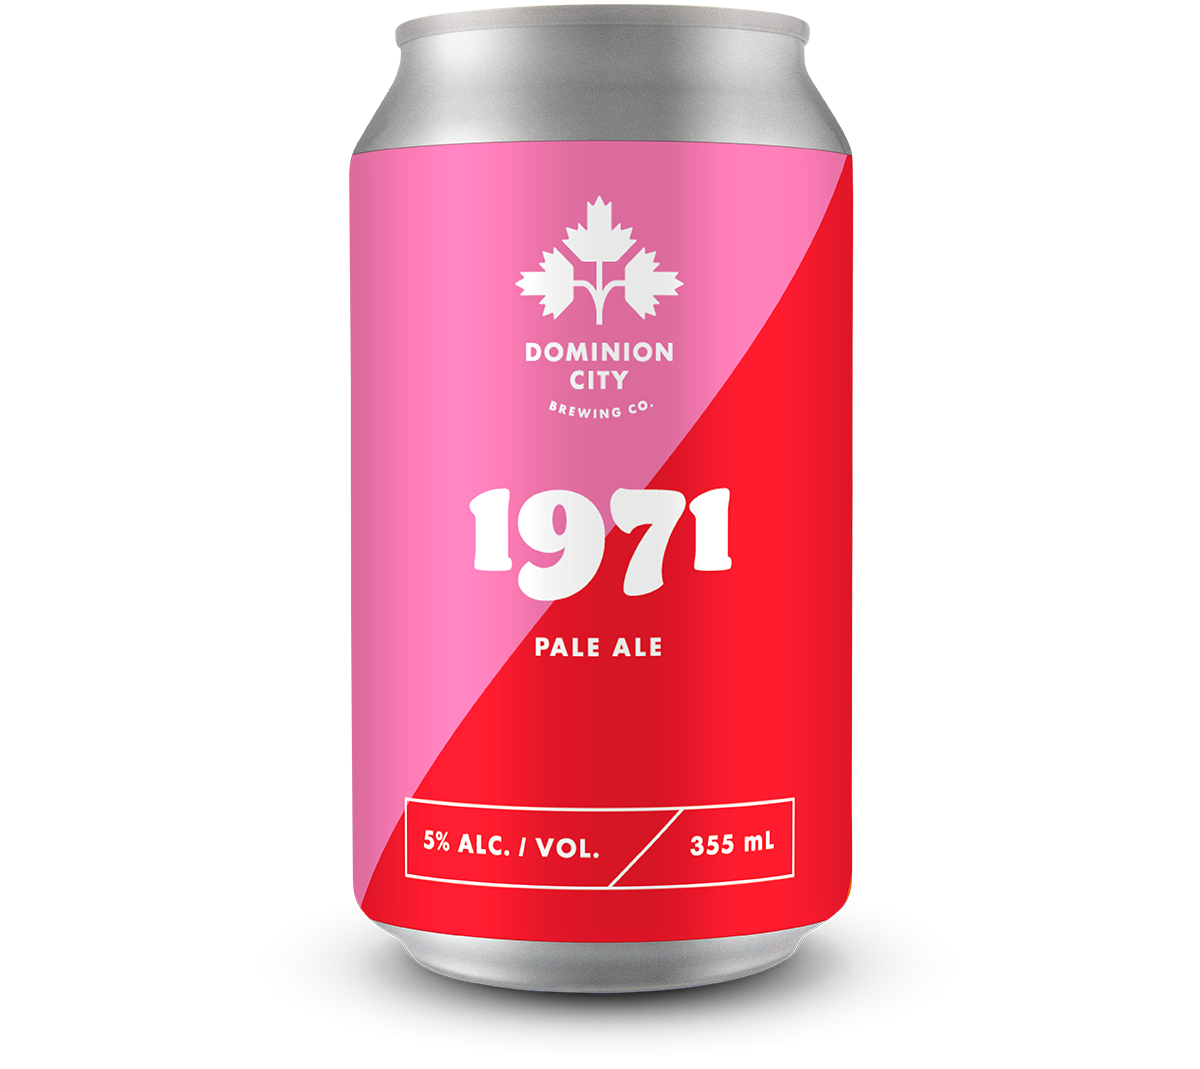 DOMINION
CITY
BREWING CO.
1971
PALE ALE
5% ALC. / VOL.
355 mL